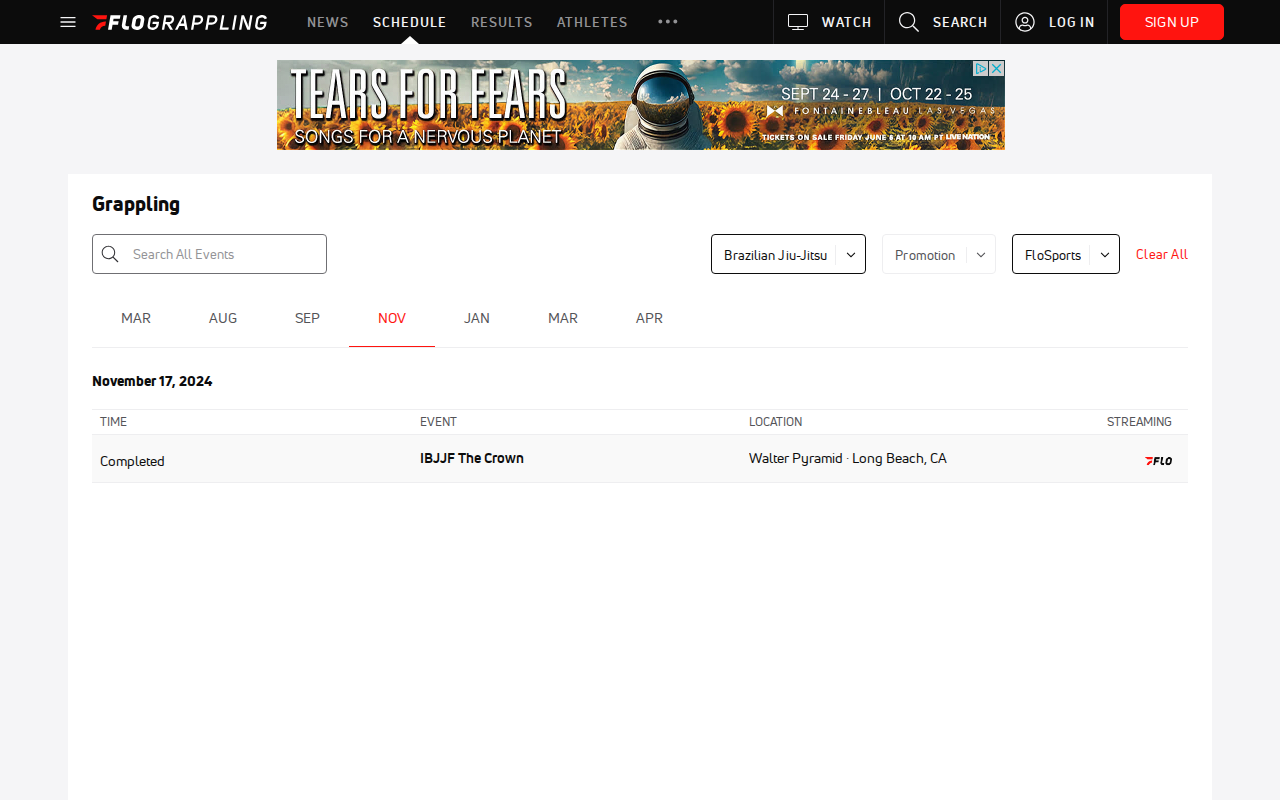 FLOGRAPPLING
NEWS
SCHEDULE
RESULTS
ATHLETES
WATCH
SEARCH
LOG IN
SIGN UP
TEARS FOR FEARS
SONGS FOR A NERVOUS PLANET
SEPT 24 - 27 | OCT 22 - 25
FONTAINEBLEAU LAS VEGAS
TICKETS ON SALE FRIDAY JUNE 6 AT 10 AM PT LIVE NATION
Grappling
Search All Events
Brazilian Jiu-Jitsu
Promotion
FloSports
Clear All
MAR
AUG
SEP
NOV
JAN
MAR
APR
November 17, 2024
TIME
EVENT
LOCATION
STREAMING
Completed
IBJJF The Crown
Walter Pyramid · Long Beach, CA
FLO